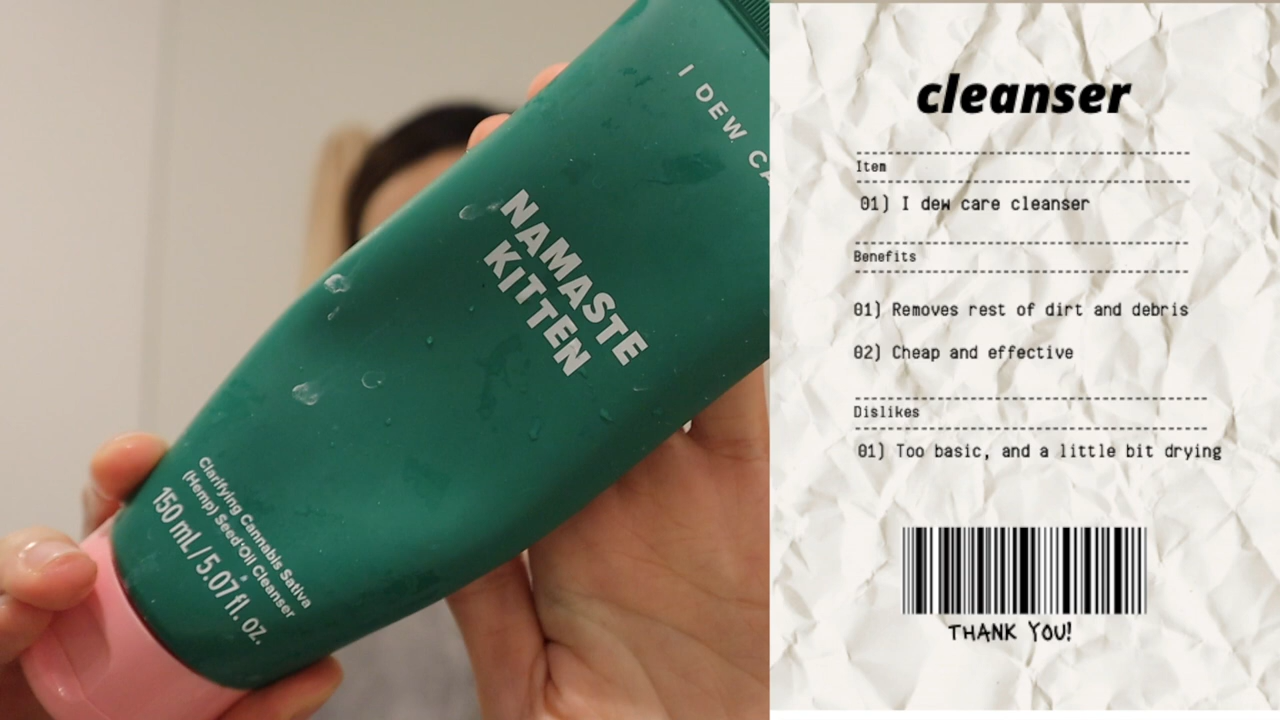 I DEW CA
NAMASTE
KITTEN
Clarifying Cannabis Sativa
(Hemp) Seed Oil Cleanser
150 mL/5.07 fl. oz.
cleanser
Item
01) I dew care cleanser
Benefits
01) Removes rest of dirt and debris
02) Cheap and effective
Dislikes
01) Too basic, and a little bit drying
THANK YOU!